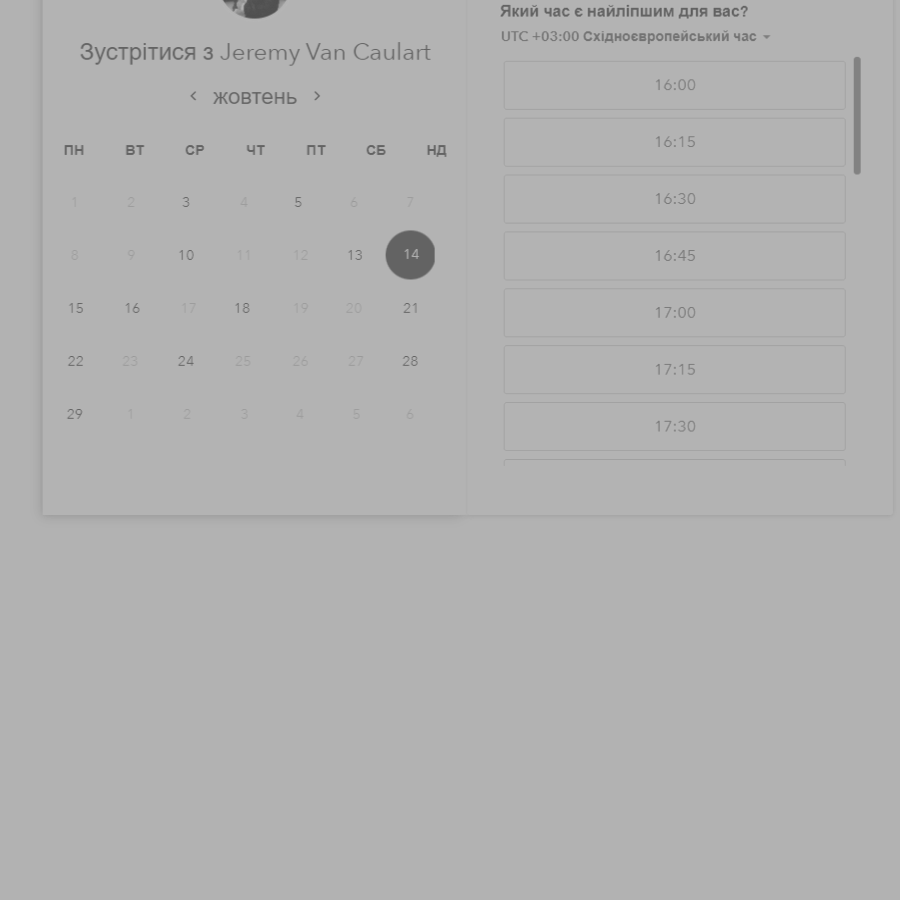 Зустрітися з Jeremy Van Caulart
жовтень
ПН ВТ СР ЧТ ПТ СБ НД
1 2 3 4 5 6 7
8 9 10 11 12 13 14
15 16 17 18 19 20 21
22 23 24 25 26 27 28
29 1 2 3 4 5 6
Який час є найліпшим для вас?
UTC +03:00 Східноєвропейський час
16:00
16:15
16:30
16:45
17:00
17:15
17:30